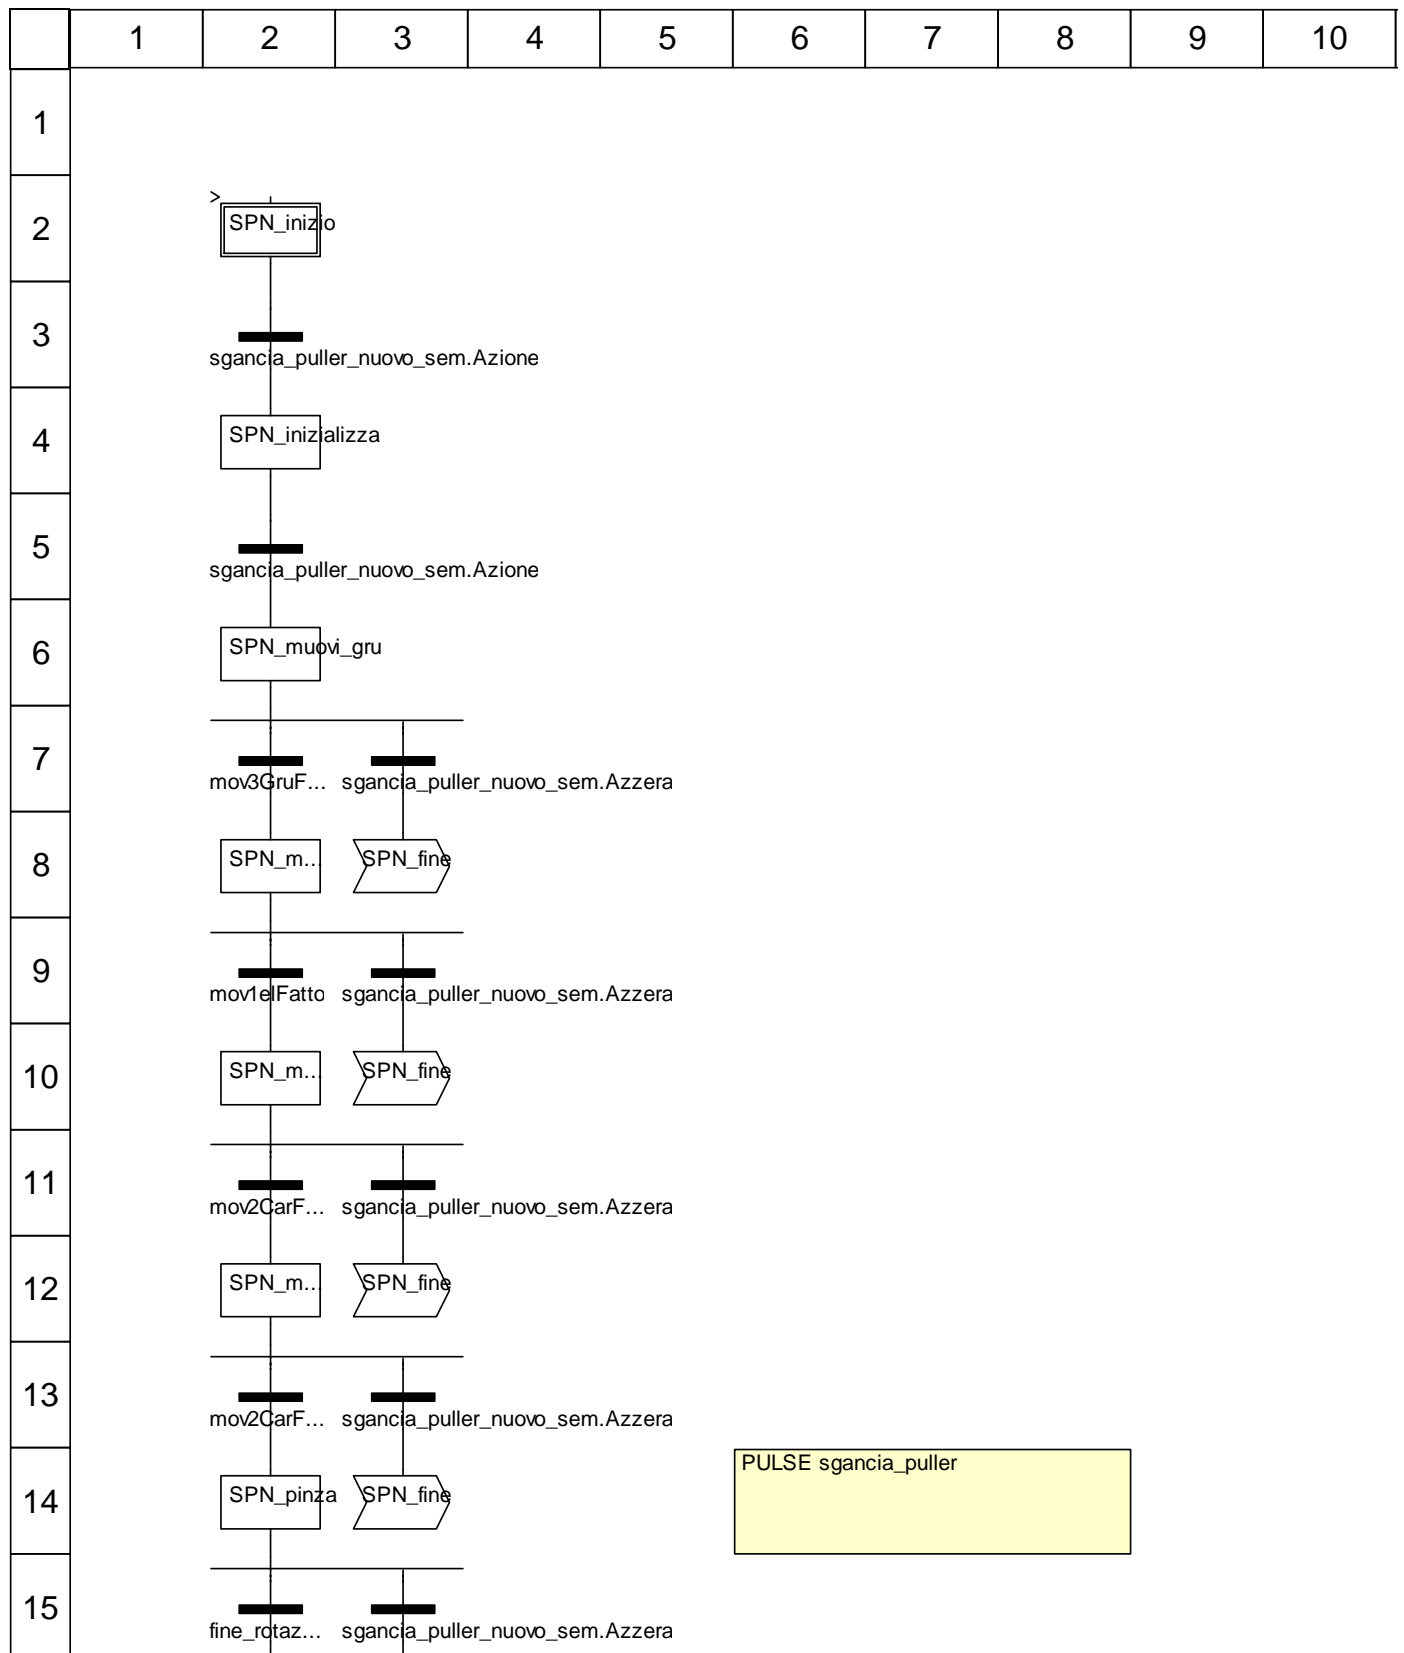 1 2 3 4 5 6 7 8 9 10
1
>
2 SPN_inizio
3
sgancia_puller_nuovo_sem.Azione
4 SPN_inizializza
5
sgancia_puller_nuovo_sem.Azione
6 SPN_muovi_gru
7
mov3GruF... sgancia_puller_nuovo_sem.Azzera
8 SPN_m... SPN_fine
9
mov1elFatto sgancia_puller_nuovo_sem.Azzera
10 SPN_m... SPN_fine
11
mov2CarF... sgancia_puller_nuovo_sem.Azzera
12 SPN_m... SPN_fine
13
mov2CarF... sgancia_puller_nuovo_sem.Azzera
PULSE sgancia_puller
14 SPN_pinza SPN_fine
15
fine_rotaz... sgancia_puller_nuovo_sem.Azzera